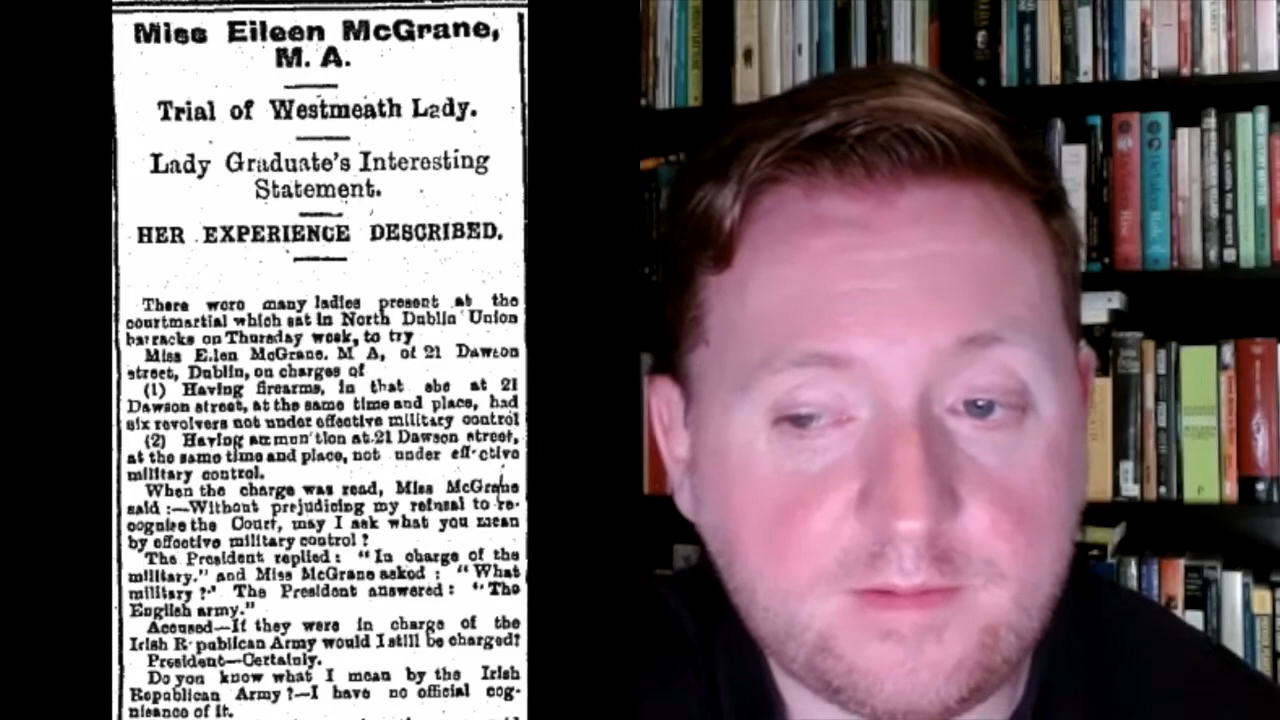 Miss Eileen McGrane,
M. A.
Trial of Westmeath Lady.
Lady Graduate's Interesting
Statement.
HER EXPERIENCE DESCRIBED.
There were many ladies present at the
courtmartial which sat in North Dublin Union
barracks on Thursday week, to try
Miss Eilen McGrane. M A, of 21 Dawson
street, Dublin, on charges of
(1) Having firearms, in that she at 21
Dawson street, at the same time and place, had
six revolvers not under effective military control
(2) Having ammun'tion at 21 Dawson street,
at the same time and place, not under eff-ctive
military control.
When the charge was read, Miss McGrane
said :—Without prejudicing my refusal to re-
cognise the Court, may I ask what you mean
by effective military control ?
The President replied : "In charge of the
military." and Miss McGrane asked : "What
military ?" The President answered : "The
English army."
Accused—If they were in charge of the
Irish R-publican Army would I still be charged?
President—Certainly.
Do you know what I mean by the Irish
Republican Army ?—I have no official cog-
nisance of it.